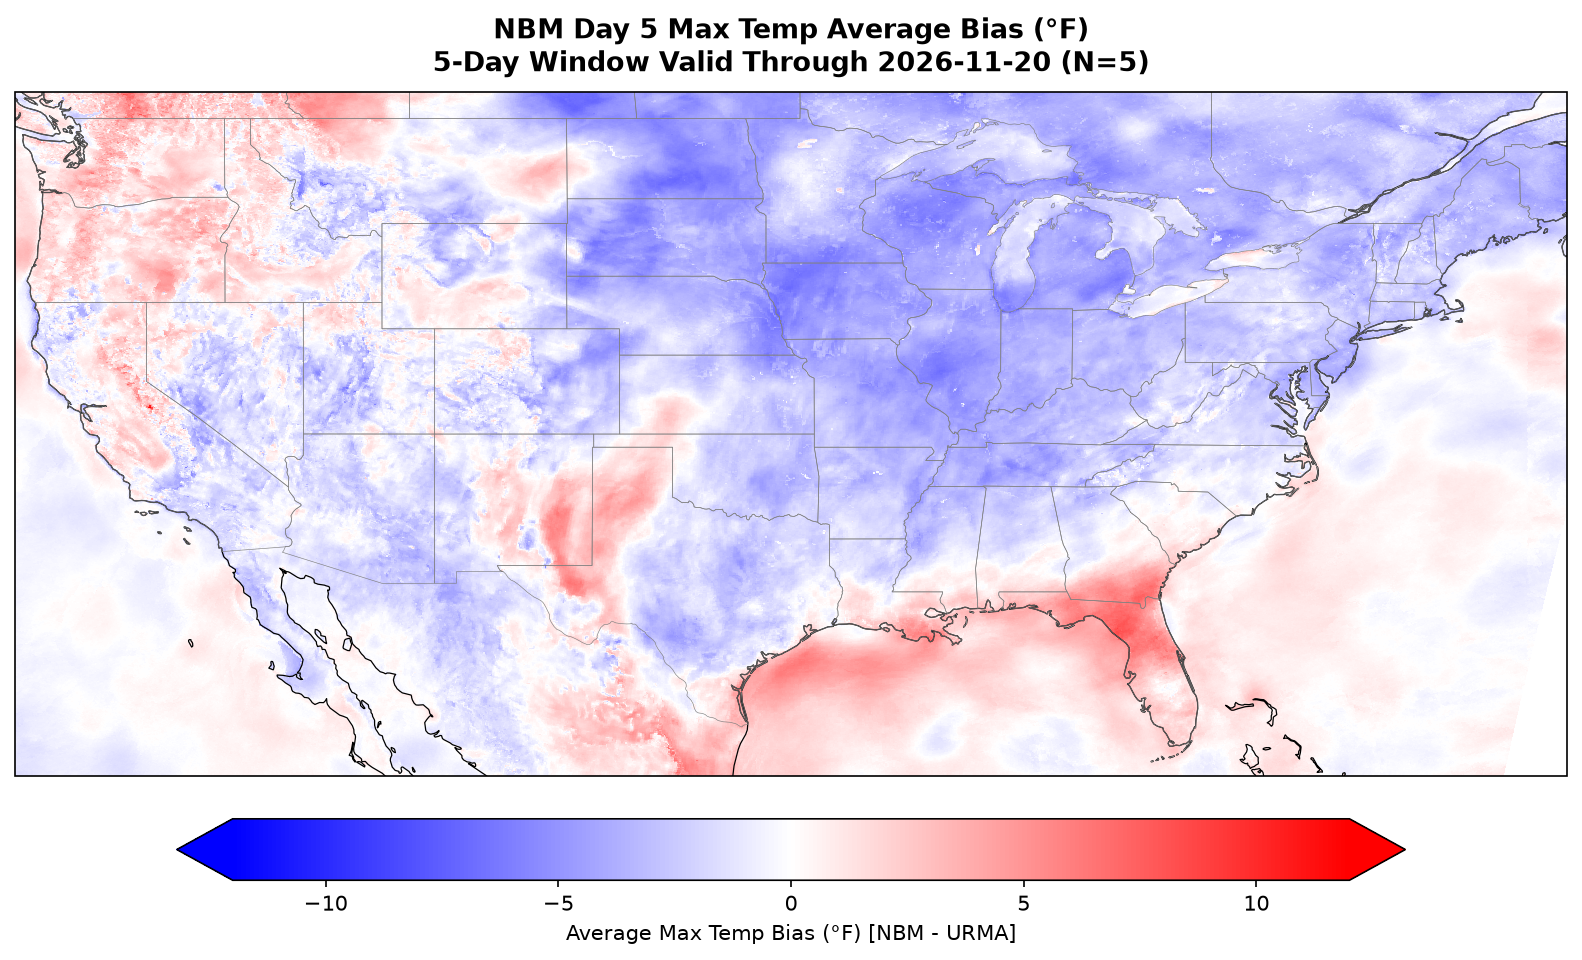 NBM Day 5 Max Temp Average Bias (°F)
5-Day Window Valid Through 2026-11-20 (N=5)
−10 −5 0 5 10
Average Max Temp Bias (°F) [NBM - URMA]